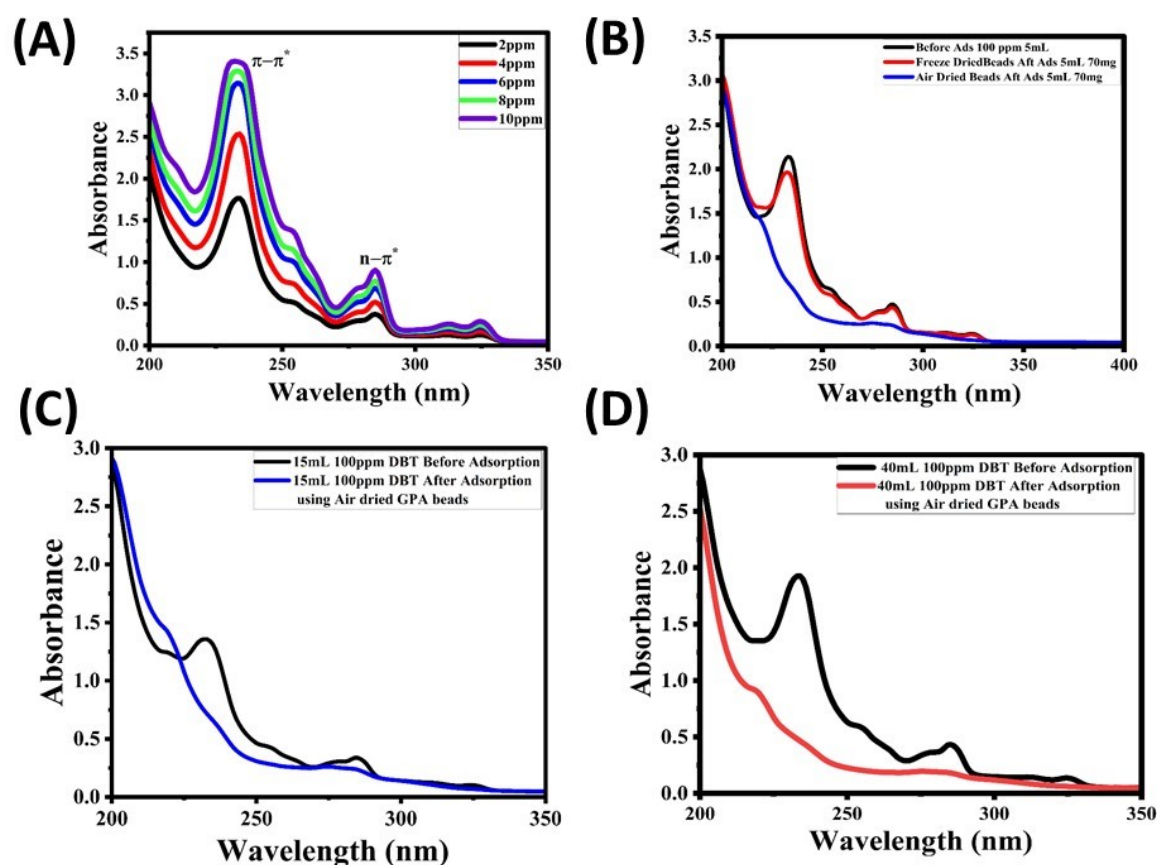 (A)
3.5
3.0
2.5
2.0
1.5
1.0
0.5
0.0
Absorbance
π–π*
n–π*
2ppm
4ppm
6ppm
8ppm
10ppm
200
250
300
350
Wavelength (nm)
(B)
3.5
3.0
2.5
2.0
1.5
1.0
0.5
0.0
Absorbance
Before Ads 100 ppm 5mL
Freeze DriedBeads Aft Ads 5mL 70mg
Air Dried Beads Aft Ads 5mL 70mg
200
250
300
350
400
Wavelength (nm)
(C)
3.0
2.5
2.0
1.5
1.0
0.5
0.0
Absorbance
15mL 100ppm DBT Before Adsorption
15mL 100ppm DBT After Adsorption
using Air dried GPA beads
200
250
300
350
Wavelength (nm)
(D)
3.0
2.5
2.0
1.5
1.0
0.5
0.0
Absorbance
40mL 100ppm DBT Before Adsorption
40mL 100ppm DBT After Adsorption
using Air dried GPA beads
200
250
300
350
Wavelength (nm)